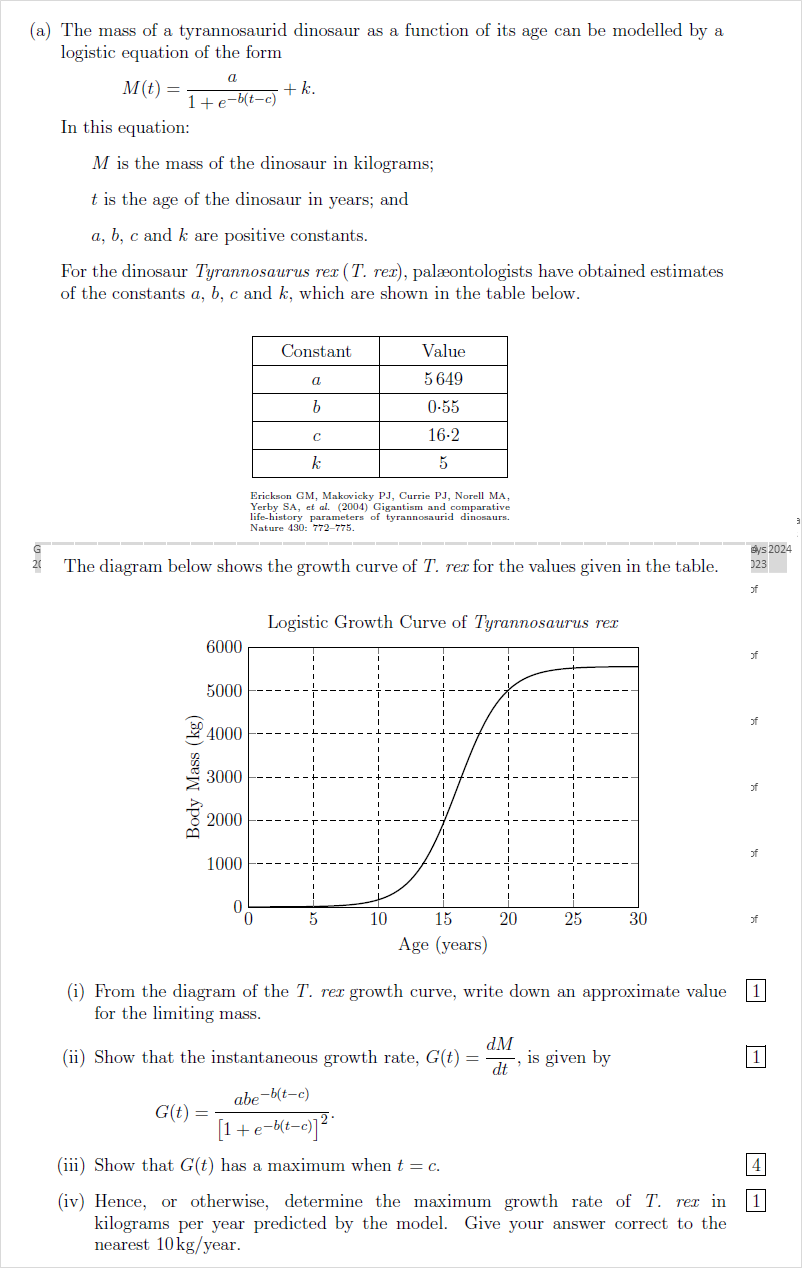 (a) The mass of a tyrannosaurid dinosaur as a function of its age can be modelled by a
logistic equation of the form
M(t) = a / (1 + e^{−b(t−c)}) + k.
In this equation:
M is the mass of the dinosaur in kilograms;
t is the age of the dinosaur in years; and
a, b, c and k are positive constants.
For the dinosaur Tyrannosaurus rex (T. rex), palæontologists have obtained estimates
of the constants a, b, c and k, which are shown in the table below.
Constant Value
a 5 649
b 0·55
c 16·2
k 5
Erickson GM, Makovicky PJ, Currie PJ, Norell MA,
Yerby SA, et al. (2004) Gigantism and comparative
life-history parameters of tyrannosaurid dinosaurs.
Nature 430: 772–775.
2024
The diagram below shows the growth curve of T. rex for the values given in the table.
023
of
Logistic Growth Curve of Tyrannosaurus rex
6000
of
5000
of
4000
3000
of
Body Mass (kg)
2000
of
1000
0
of
0 5 10 15 20 25 30
Age (years)
(i) From the diagram of the T. rex growth curve, write down an approximate value 1
for the limiting mass.
(ii) Show that the instantaneous growth rate, G(t) = dM/dt, is given by 1
G(t) = abe^{−b(t−c)} / [1 + e^{−b(t−c)}]^2.
(iii) Show that G(t) has a maximum when t = c. 4
(iv) Hence, or otherwise, determine the maximum growth rate of T. rex in 1
kilograms per year predicted by the model. Give your answer correct to the
nearest 10 kg/year.